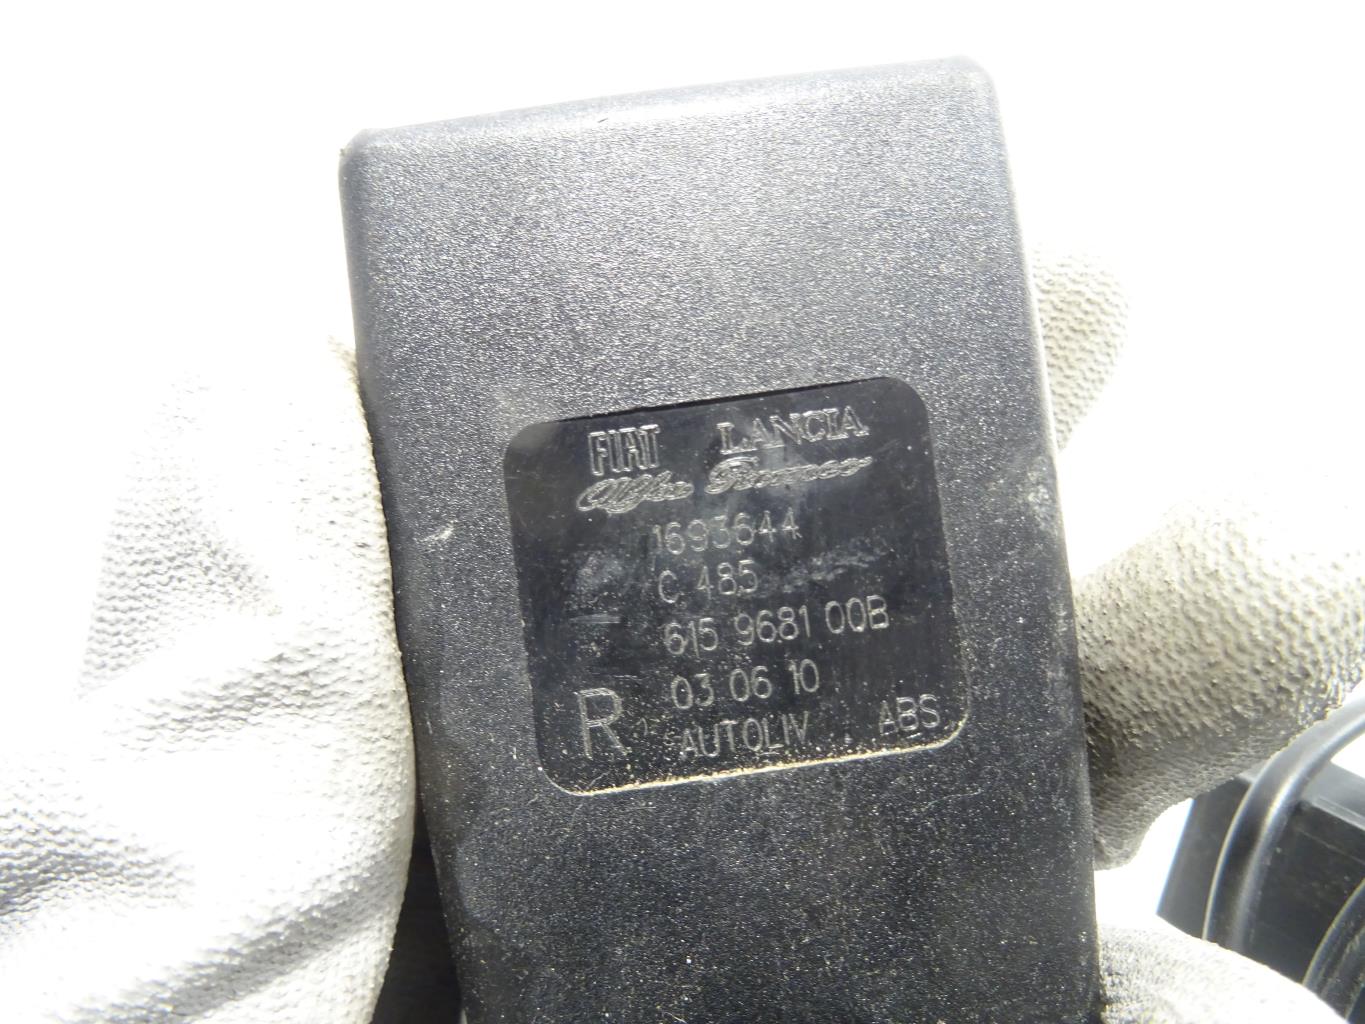 FIAT LANCIA
Alfa Romeo
1693644
C 485
615 9681 00B
R 03 06 10
AUTOLIV ABS